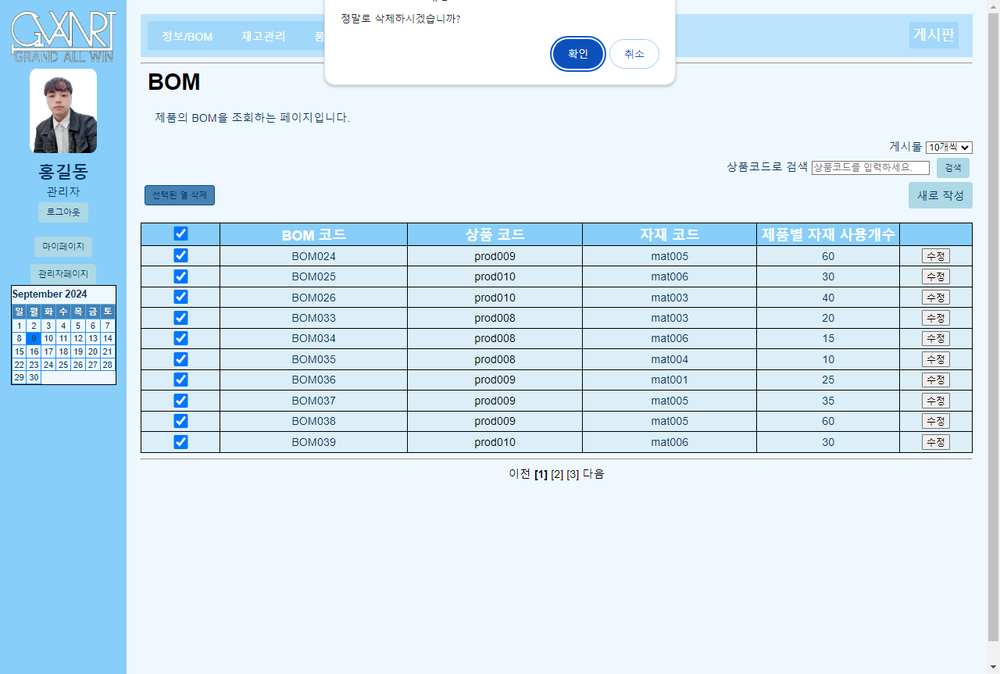 GVANRT
GRAND ALL WIN
홍길동
관리자
로그아웃
마이페이지
관리자페이지
September 2024
일 월 화 수 목 금 토
1 2 3 4 5 6 7
8 9 10 11 12 13 14
15 16 17 18 19 20 21
22 23 24 25 26 27 28
29 30
정보/BOM 재고관리 품
게시판
정말로 삭제하시겠습니까?
확인 취소
BOM
제품의 BOM을 조회하는 페이지입니다.
게시물 10개씩
상품코드로 검색 상품코드를 입력하세요. 검색
선택된 열 삭제 새로 작성
BOM 코드 상품 코드 자재 코드 제품별 자재 사용개수
BOM024 prod009 mat005 60 수정
BOM025 prod010 mat006 30 수정
BOM026 prod010 mat003 40 수정
BOM033 prod008 mat003 20 수정
BOM034 prod008 mat006 15 수정
BOM035 prod008 mat004 10 수정
BOM036 prod009 mat001 25 수정
BOM037 prod009 mat005 35 수정
BOM038 prod009 mat005 60 수정
BOM039 prod010 mat006 30 수정
이전 [1] [2] [3] 다음